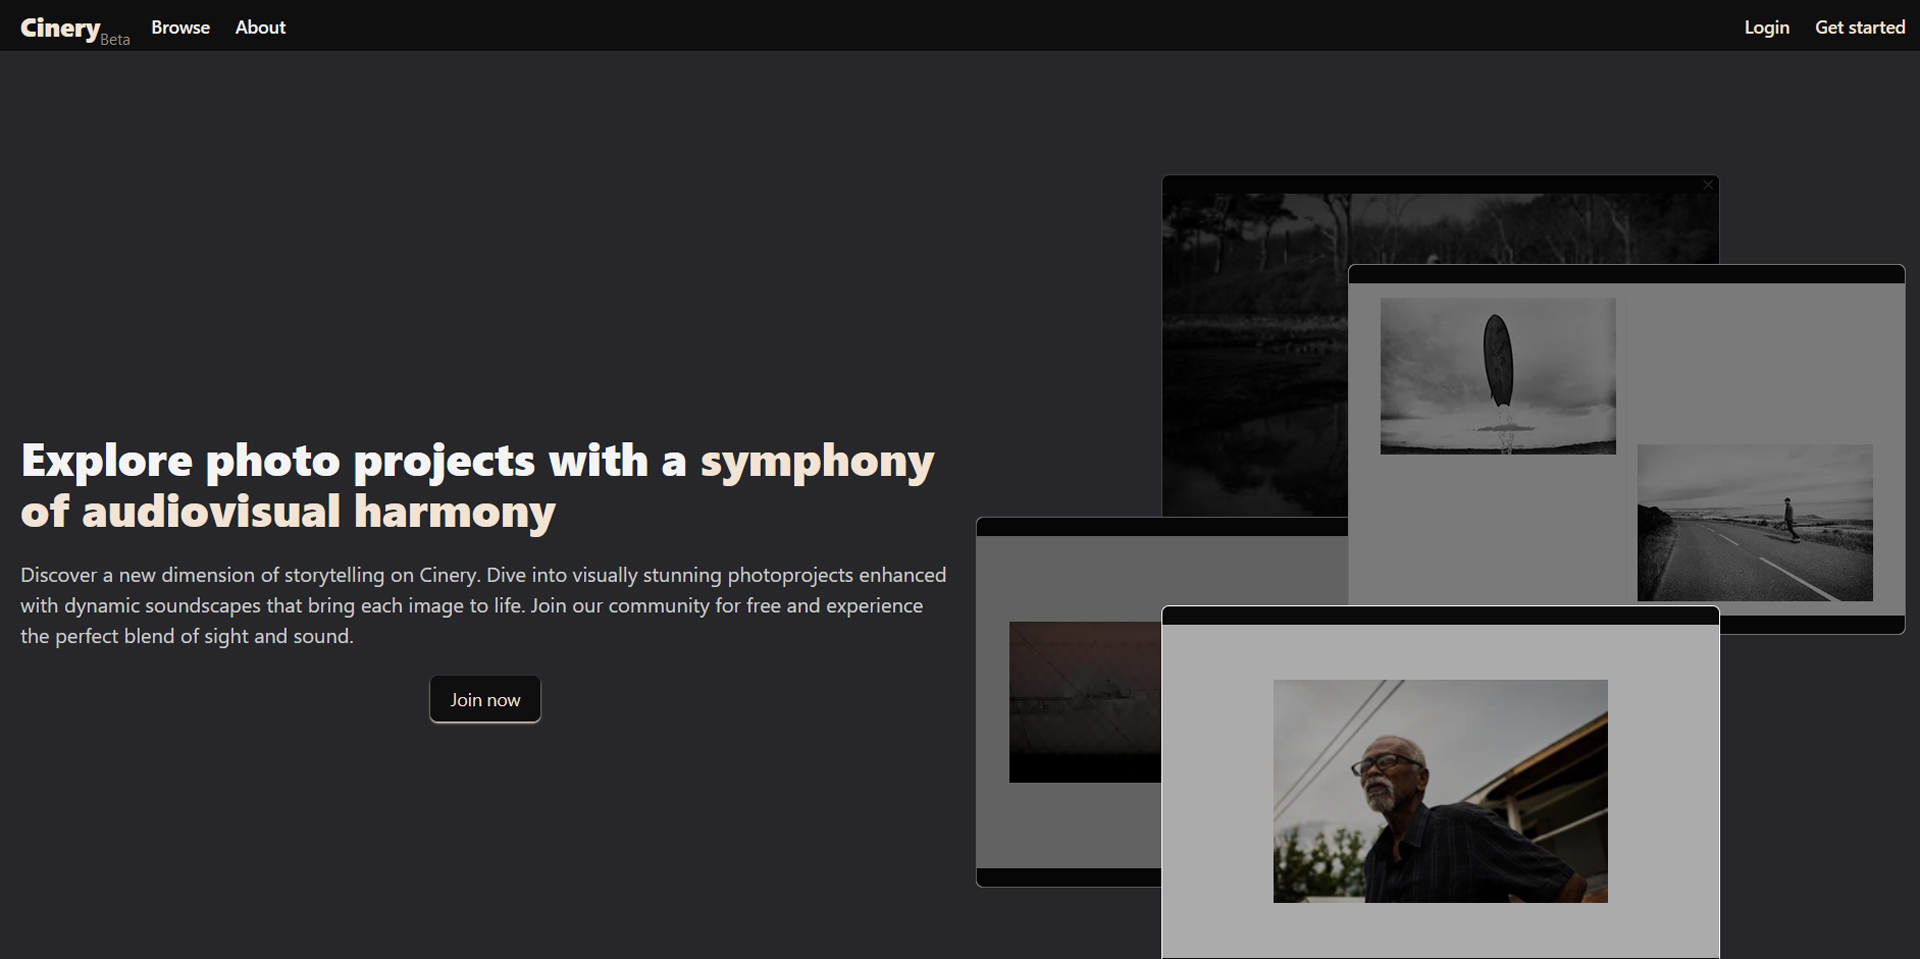 Cinery Beta Browse About Login Get started
Explore photo projects with a symphony
of audiovisual harmony
Discover a new dimension of storytelling on Cinery. Dive into visually stunning photoprojects enhanced
with dynamic soundscapes that bring each image to life. Join our community for free and experience
the perfect blend of sight and sound.
Join now